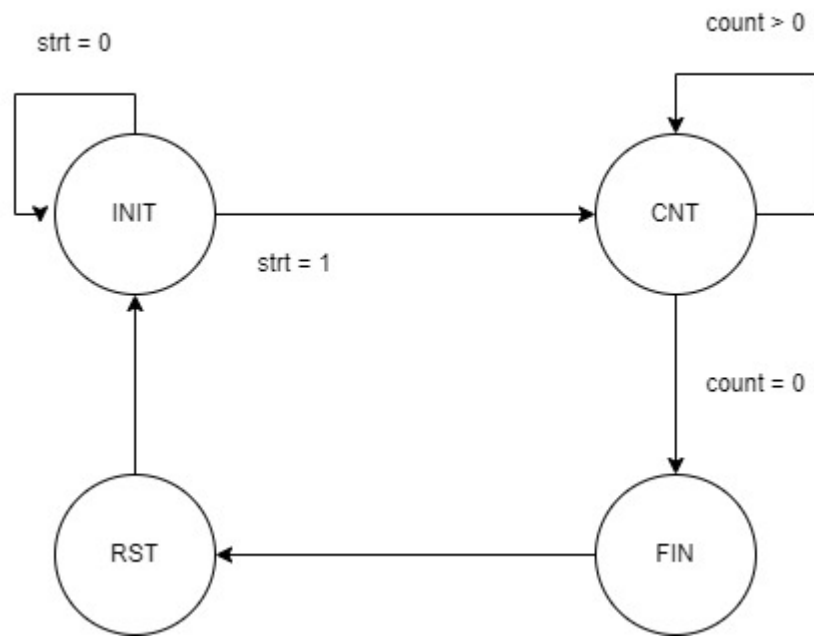 strt = 0
count > 0
INIT
CNT
strt = 1
count = 0
RST
FIN